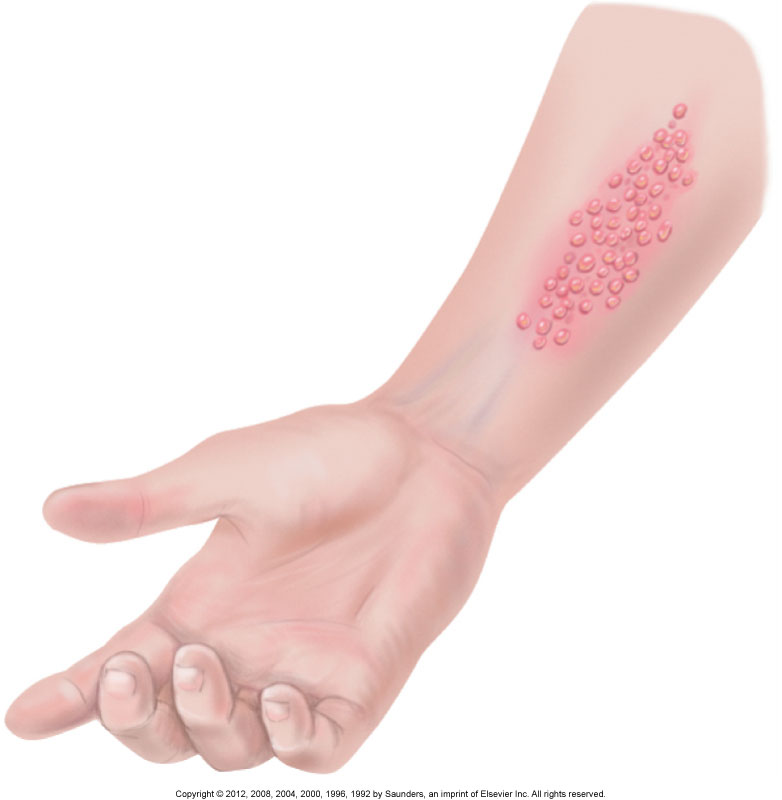 Copyright © 2012, 2008, 2004, 2000, 1996, 1992 by Saunders, an imprint of Elsevier Inc. All rights reserved.